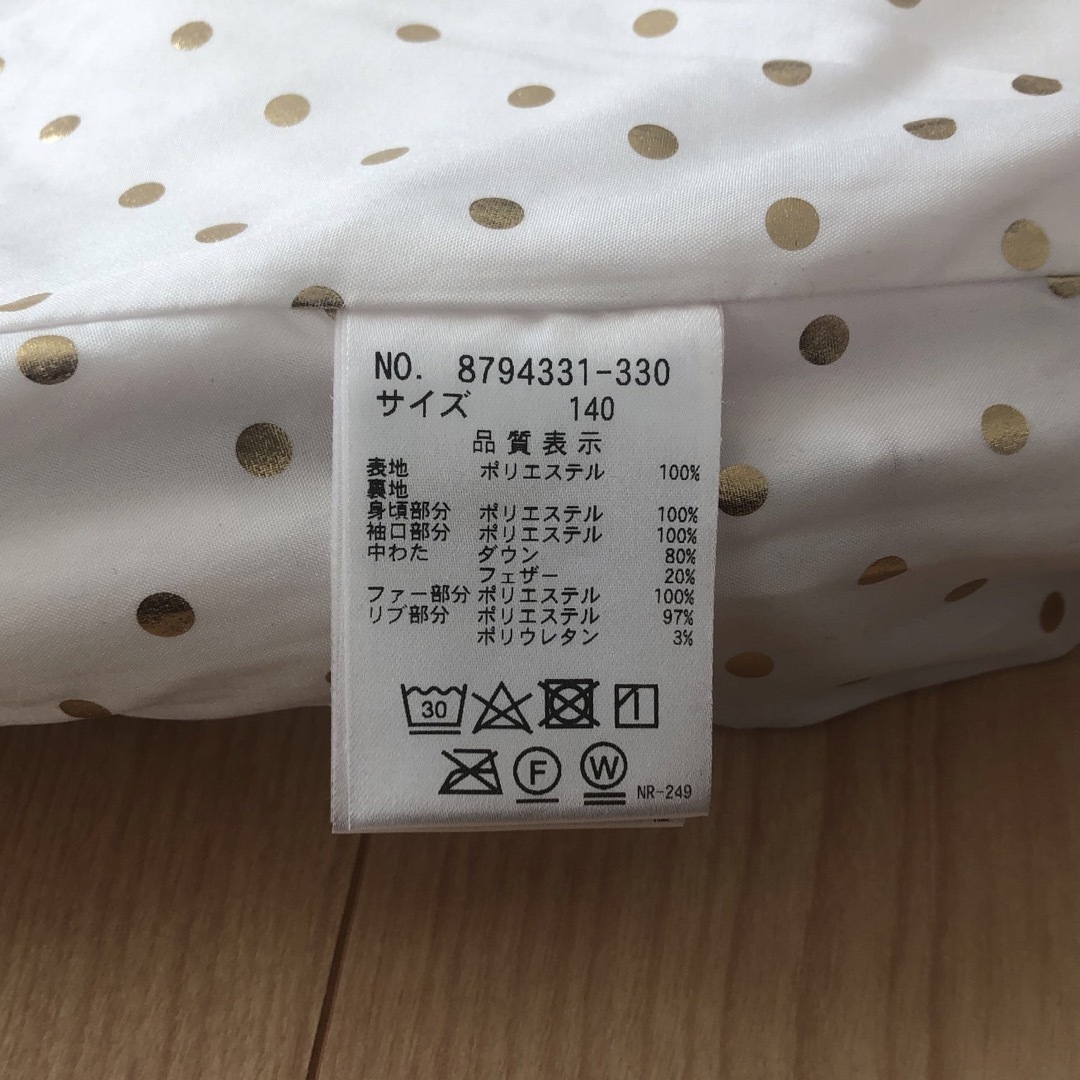 NO. 8794331-330
サイズ 140
品質表示
表地 ポリエステル 100%
裏地
身頃部分 ポリエステル 100%
袖口部分 ポリエステル 100%
中わた ダウン 80%
フェザー 20%
ファー部分 ポリエステル 100%
リブ部分 ポリエステル 97%
ポリウレタン 3%
30
F W NR-249